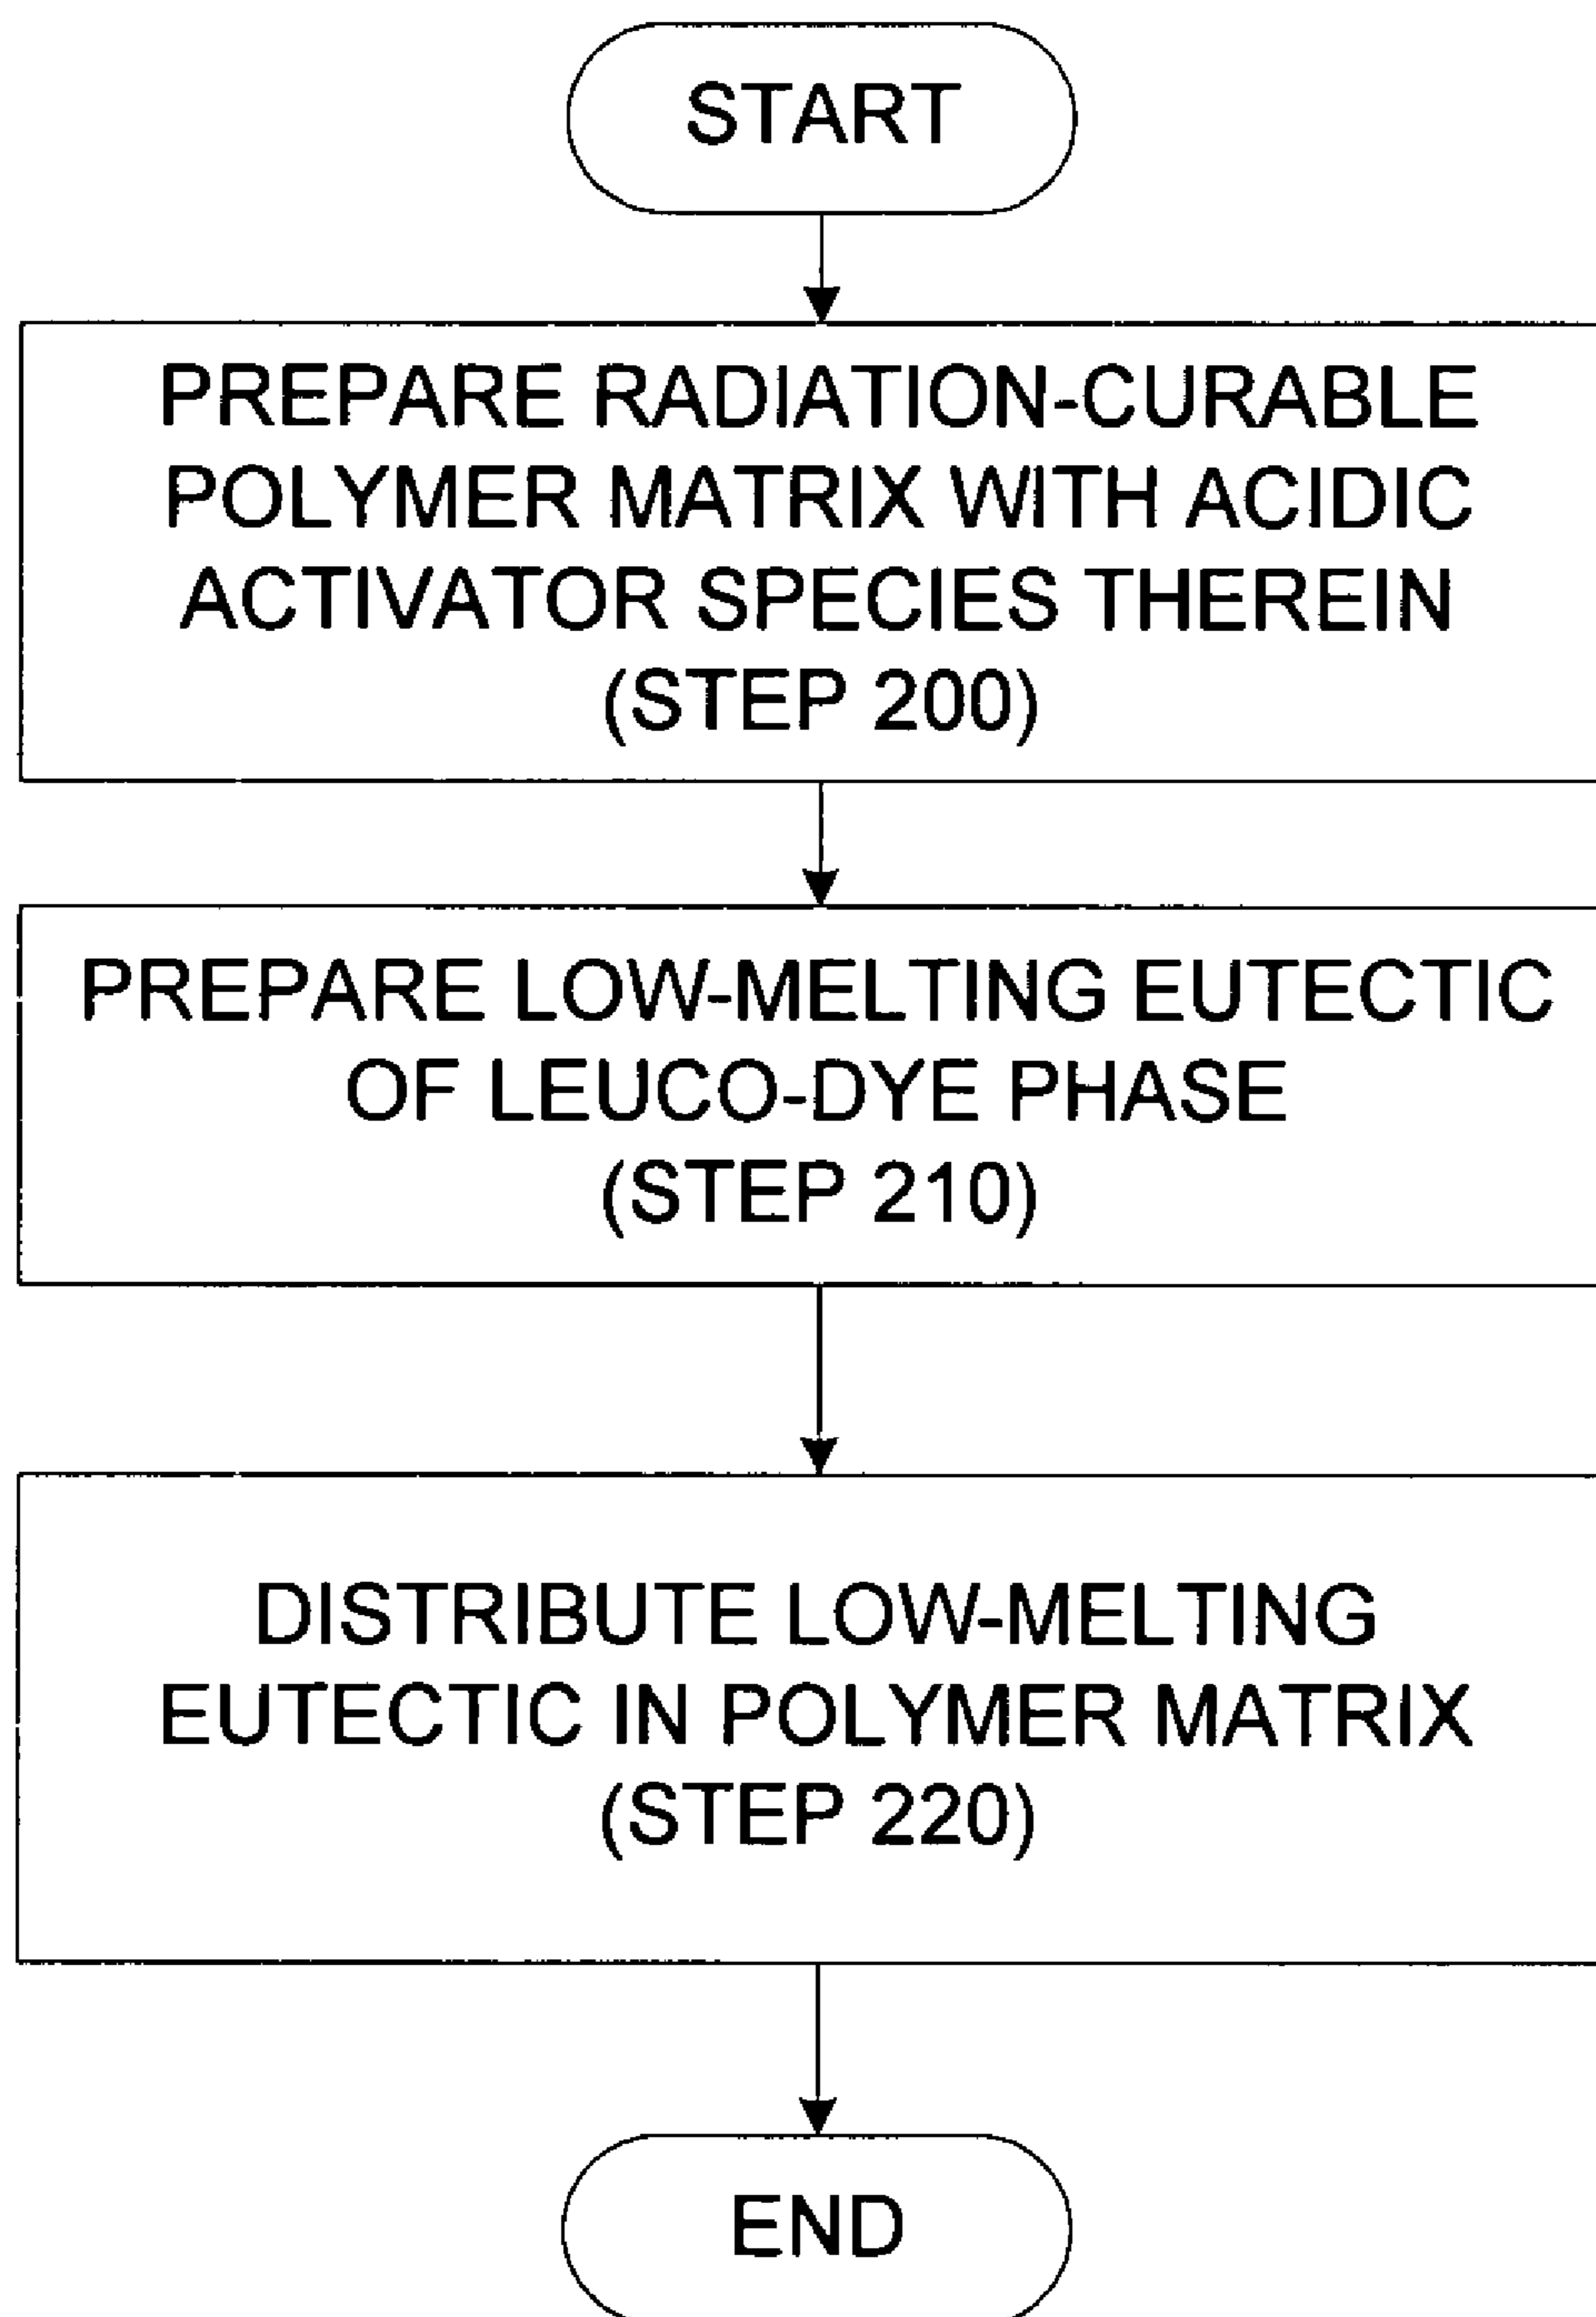 START
PREPARE RADIATION-CURABLE
POLYMER MATRIX WITH ACIDIC
ACTIVATOR SPECIES THEREIN
(STEP 200)
PREPARE LOW-MELTING EUTECTIC
OF LEUCO-DYE PHASE
(STEP 210)
DISTRIBUTE LOW-MELTING
EUTECTIC IN POLYMER MATRIX
(STEP 220)
END